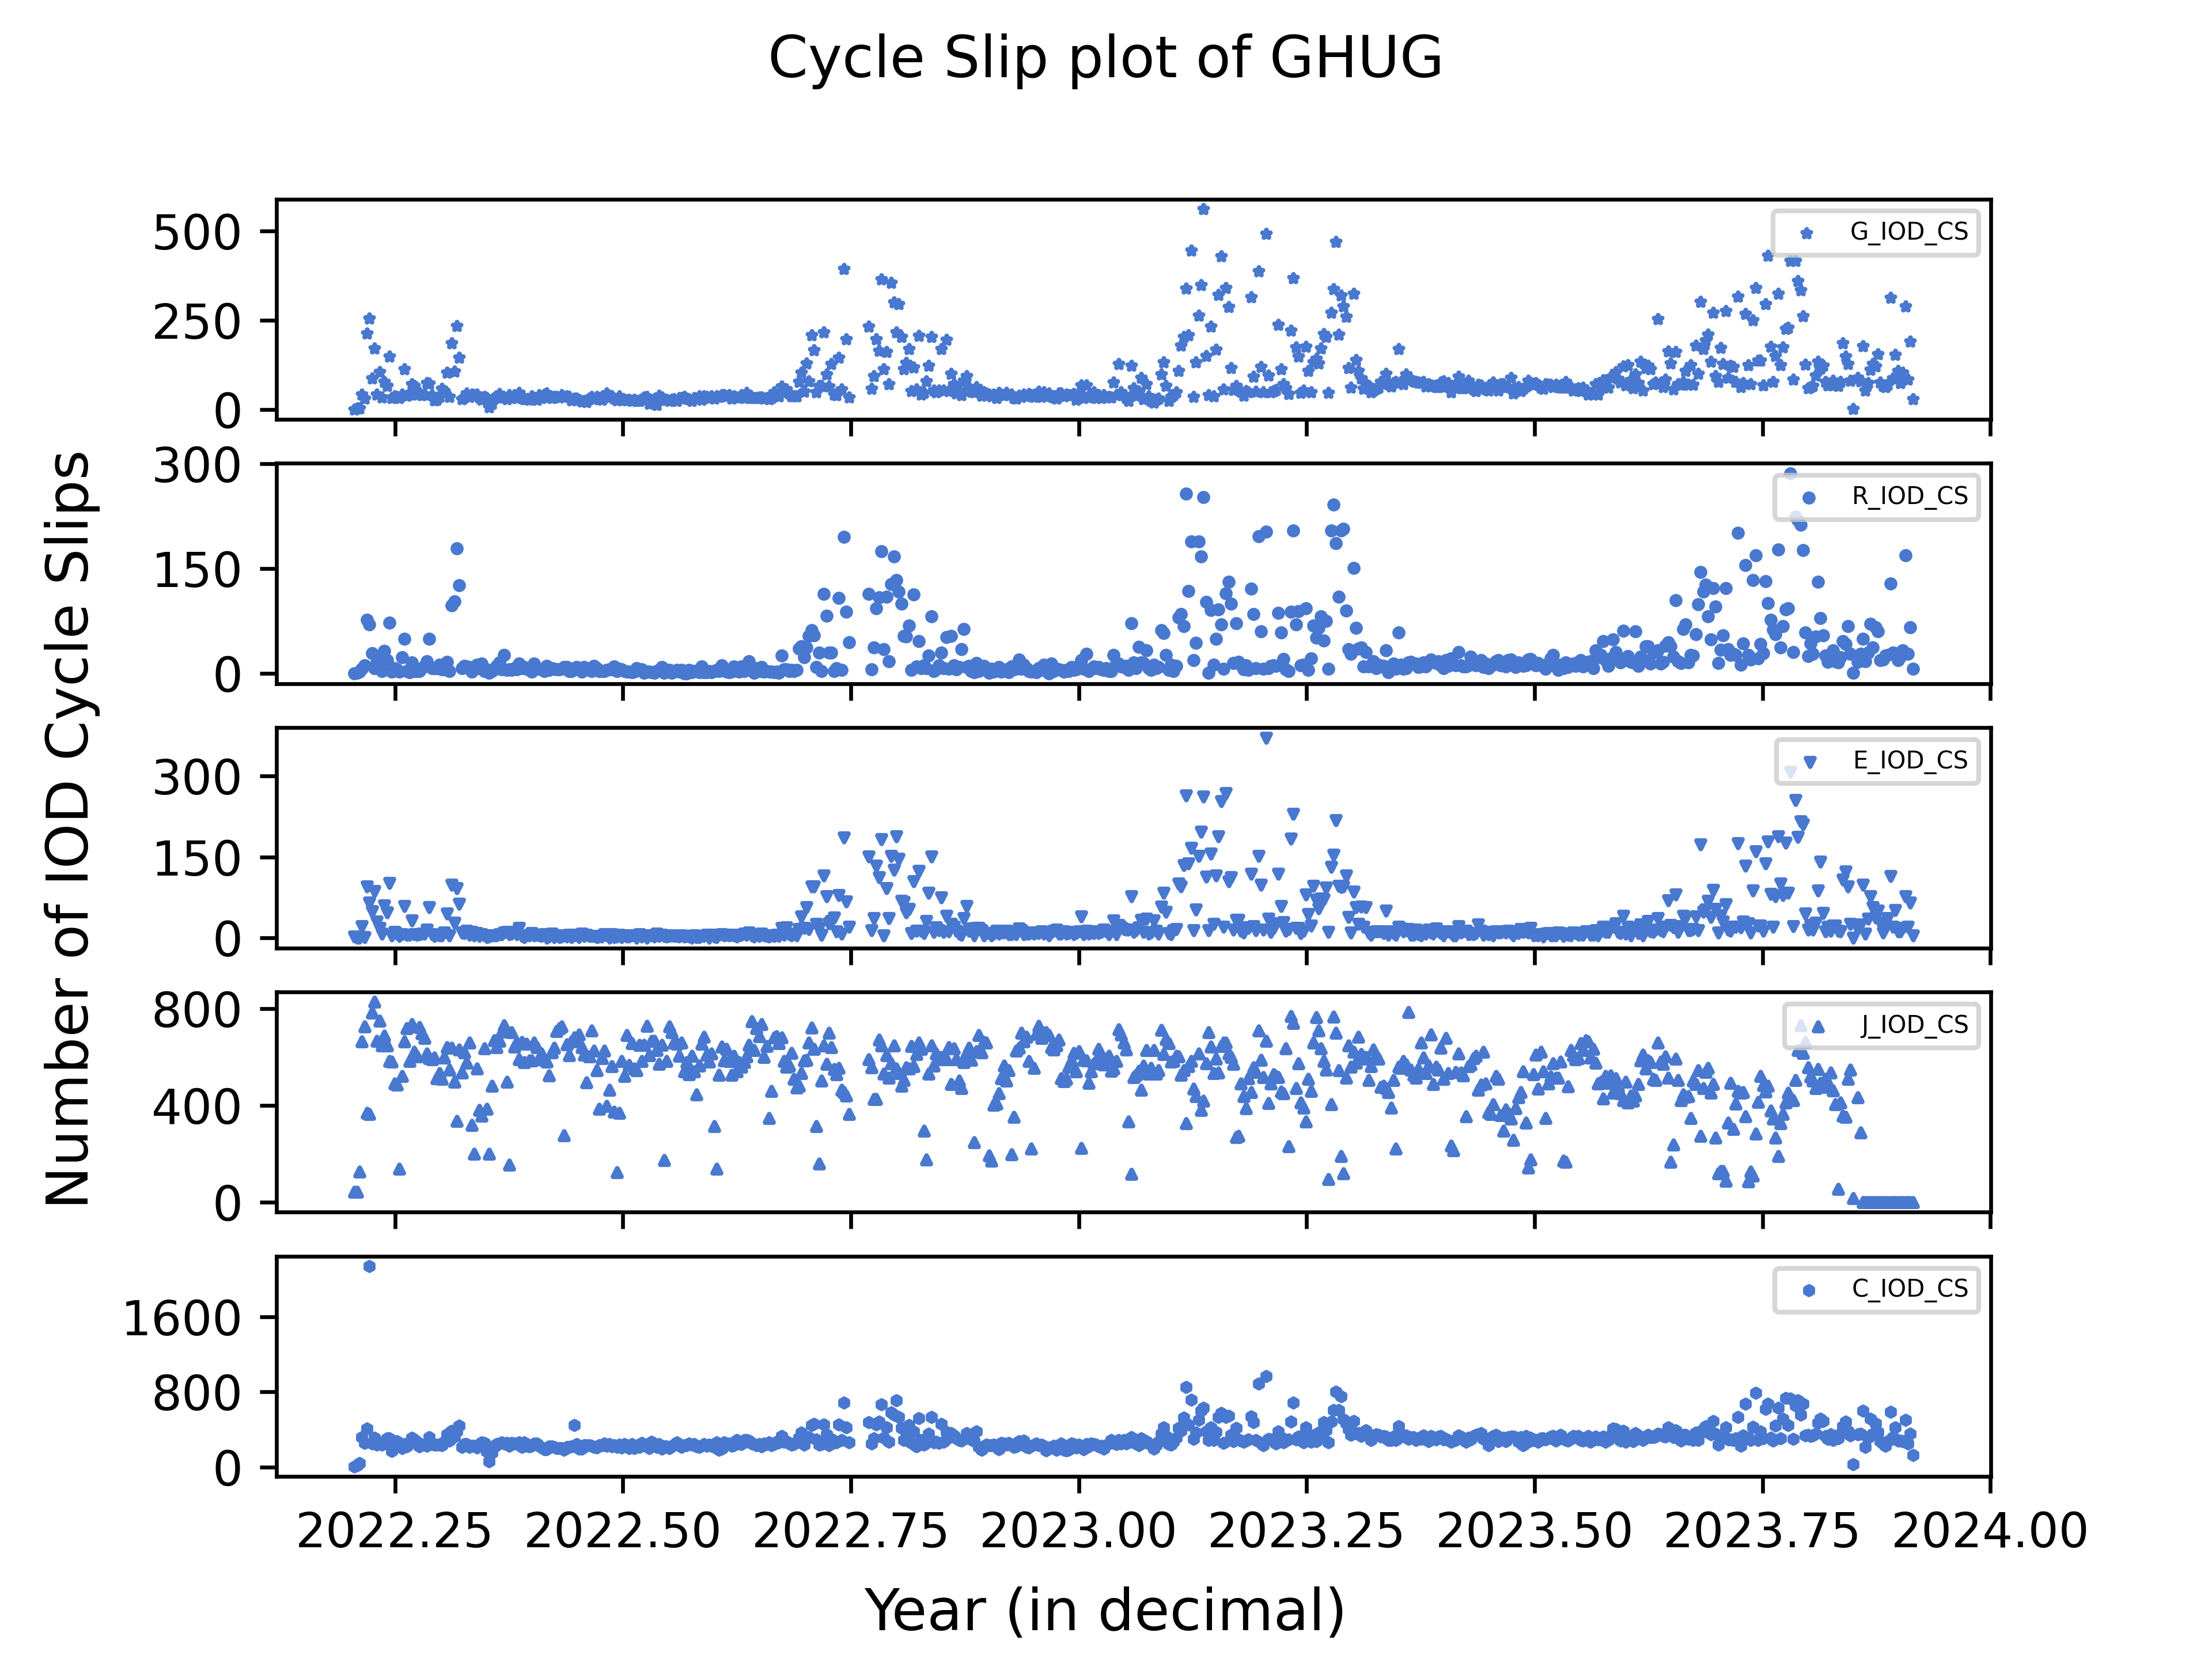 Cycle Slip plot of GHUG
Number of IOD Cycle Slips
500
250
0
G_IOD_CS
300
150
0
R_IOD_CS
300
150
0
E_IOD_CS
800
400
0
J_IOD_CS
1600
800
0
C_IOD_CS
2022.25 2022.50 2022.75 2023.00 2023.25 2023.50 2023.75 2024.00
Year (in decimal)